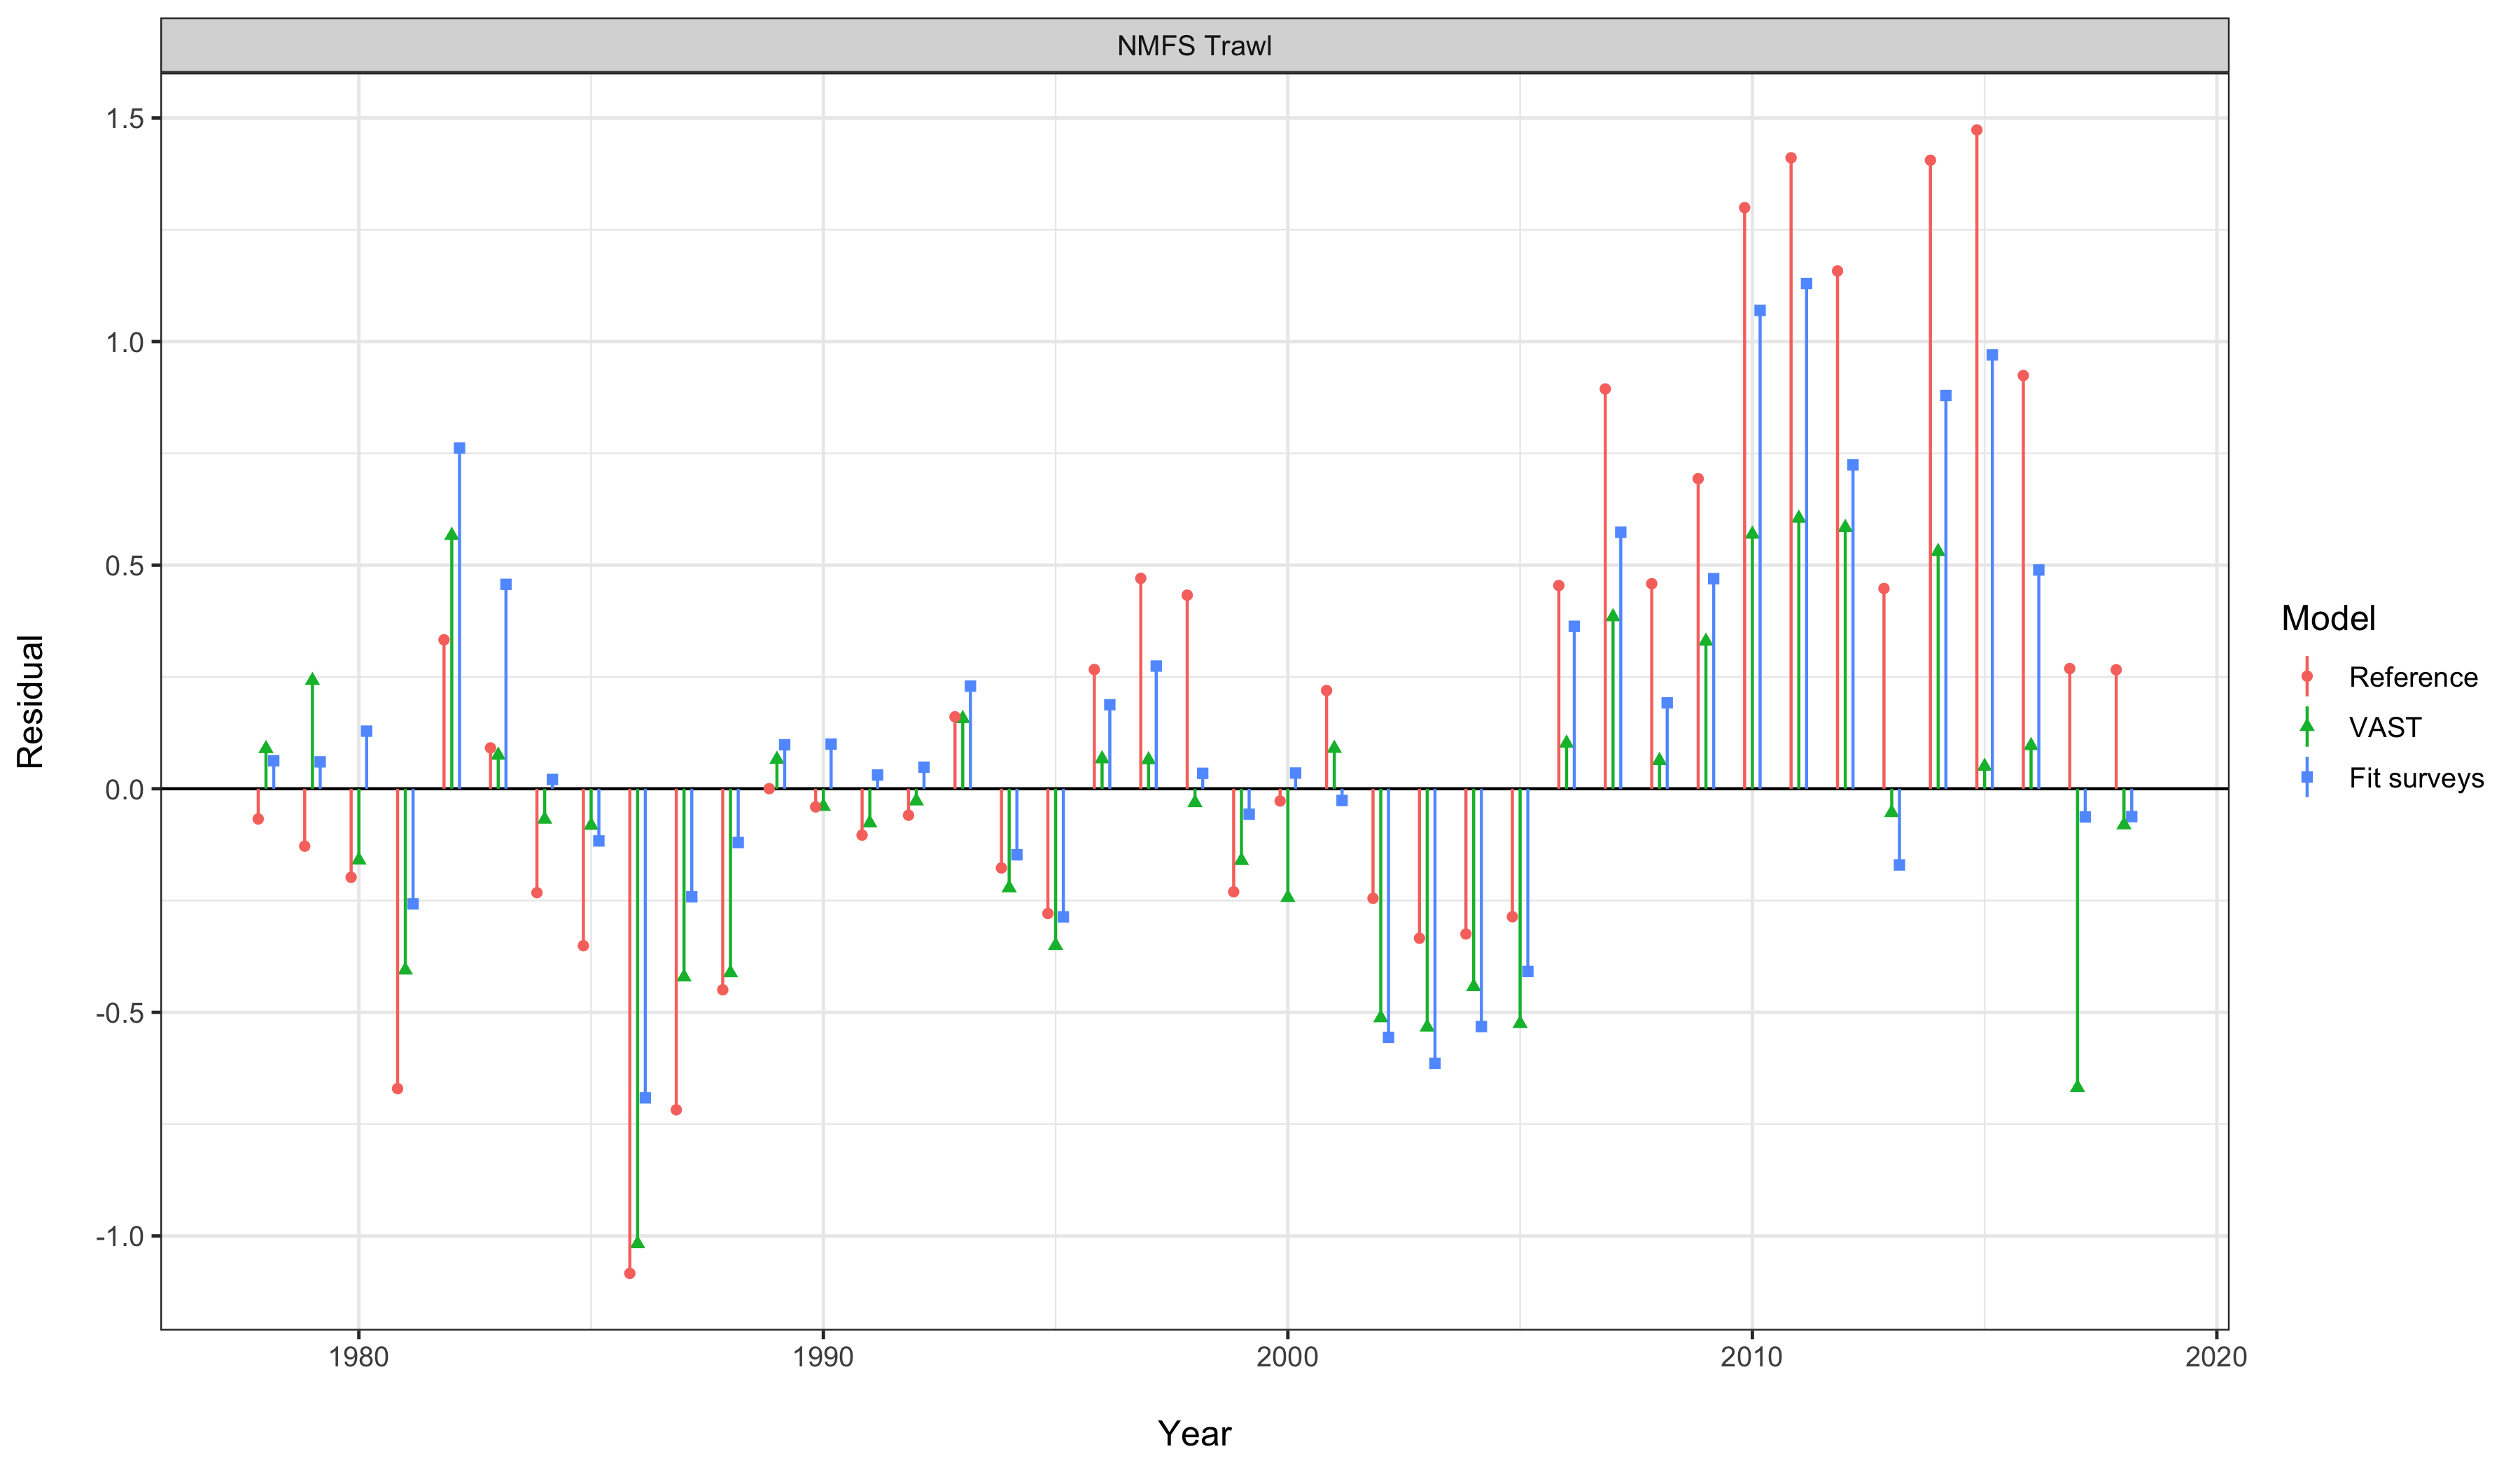 NMFS Trawl
1.5
1.0
0.5
0.0
-0.5
-1.0
Residual
1980 1990 2000 2010 2020
Year
Model
Reference
VAST
Fit surveys